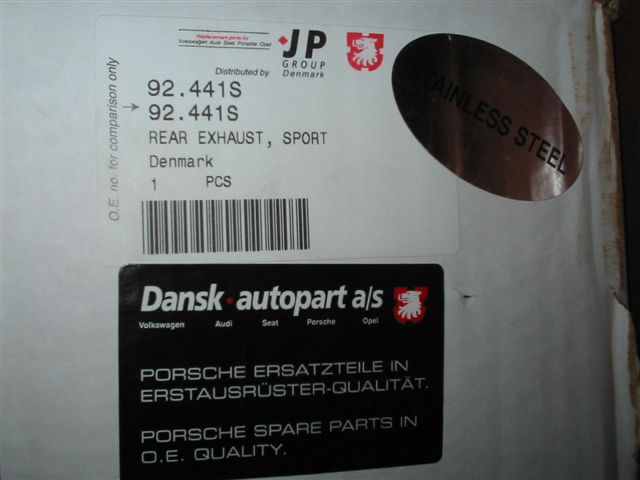 Replacement parts for
Volkswagen Audi Seat Porsche Opel
JP
GROUP
Denmark
Distributed by
O.E. no. for comparison only
92.441S
→ 92.441S
REAR EXHAUST, SPORT
Denmark
1 PCS
STAINLESS STEEL
Dansk autopart a/s
Volkswagen Audi Seat Porsche Opel
PORSCHE ERSATZTEILE IN
ERSTAUSRÜSTER-QUALITÄT.
PORSCHE SPARE PARTS IN
O.E. QUALITY.